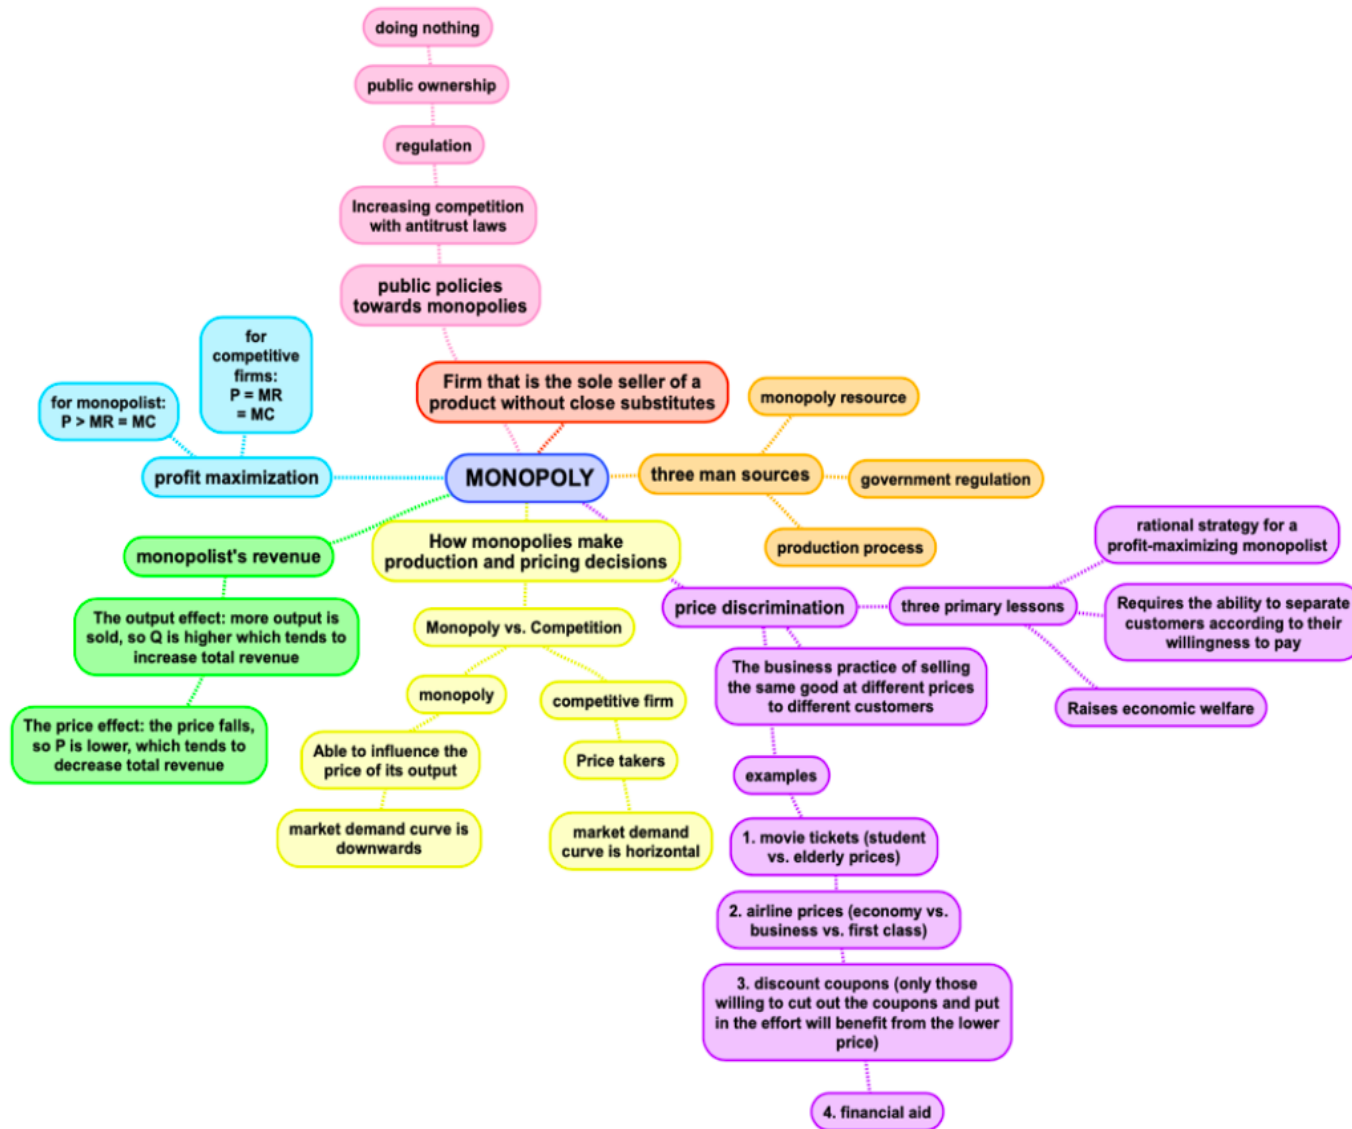 doing nothing
public ownership
regulation
Increasing competition
with antitrust laws
public policies
towards monopolies
for
competitive
firms:
P = MR
= MC
for monopolist:
P > MR = MC
profit maximization
Firm that is the sole seller of a
product without close substitutes
MONOPOLY
monopoly resource
three man sources
government regulation
production process
monopolist's revenue
The output effect: more output is
sold, so Q is higher which tends to
increase total revenue
The price effect: the price falls,
so P is lower, which tends to
decrease total revenue
How monopolies make
production and pricing decisions
Monopoly vs. Competition
monopoly
Able to influence the
price of its output
market demand curve is
downwards
competitive firm
Price takers
market demand
curve is horizontal
price discrimination
three primary lessons
rational strategy for a
profit-maximizing monopolist
Requires the ability to separate
customers according to their
willingness to pay
Raises economic welfare
The business practice of selling
the same good at different prices
to different customers
examples
1. movie tickets (student
vs. elderly prices)
2. airline prices (economy vs.
business vs. first class)
3. discount coupons (only those
willing to cut out the coupons and put
in the effort will benefit from the lower
price)
4. financial aid